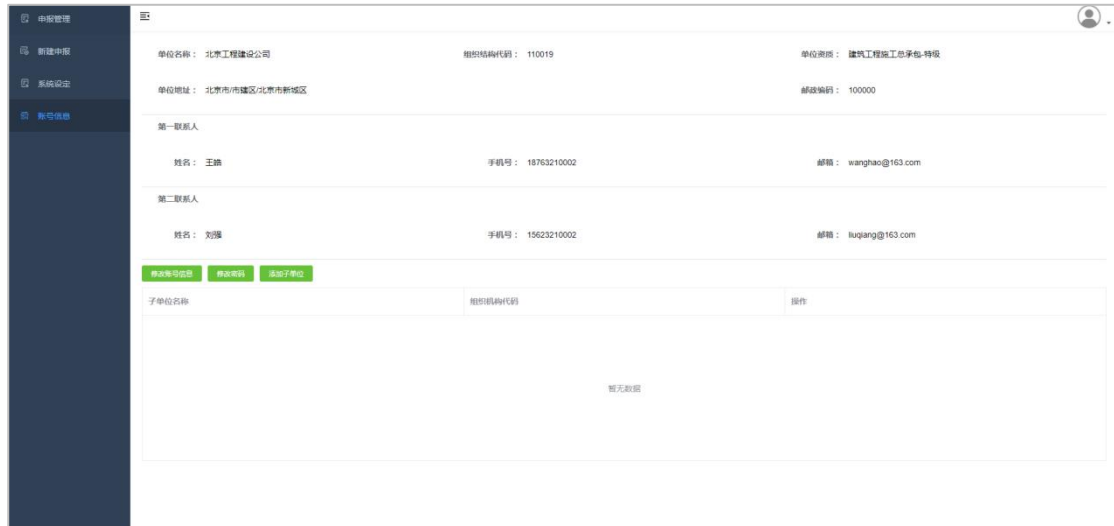 申报管理
新建申报
系统设定
账号信息
单位名称： 北京工程建设公司 组织结构代码： 110019 单位资质： 建筑工程施工总承包-特级
单位地址： 北京市/市辖区/北京市新城区 邮政编码： 100000
第一联系人
姓名： 王皓 手机号： 18763210002 邮箱： wanghao@163.com
第二联系人
姓名： 刘强 手机号： 15623210002 邮箱： liuqiang@163.com
修改账号信息 修改密码 添加子单位
子单位名称 组织机构代码 操作
暂无数据